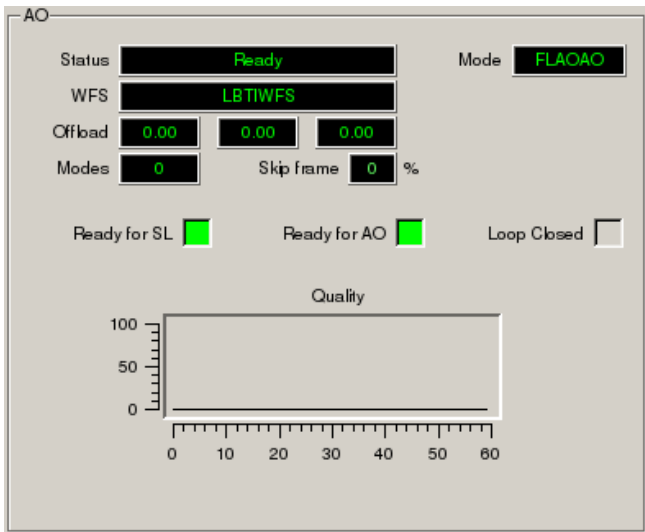 AO
Status Ready Mode FLAOAO
WFS LBTIWFS
Offload 0.00 0.00 0.00
Modes 0 Skip frame 0 %
Ready for SL Ready for AO Loop Closed
Quality
100
50
0
0 10 20 30 40 50 60